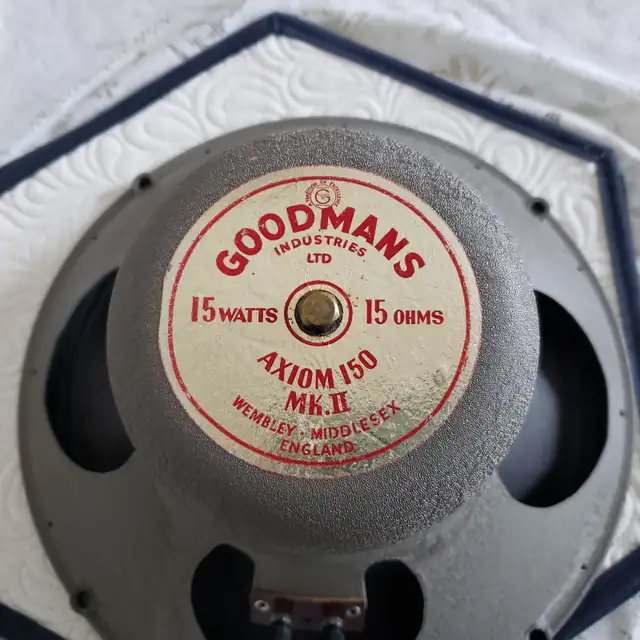 GOODMANS
INDUSTRIES
LTD
15 WATTS 15 OHMS
AXIOM 150
MK.II
WEMBLEY. MIDDLESEX
ENGLAND